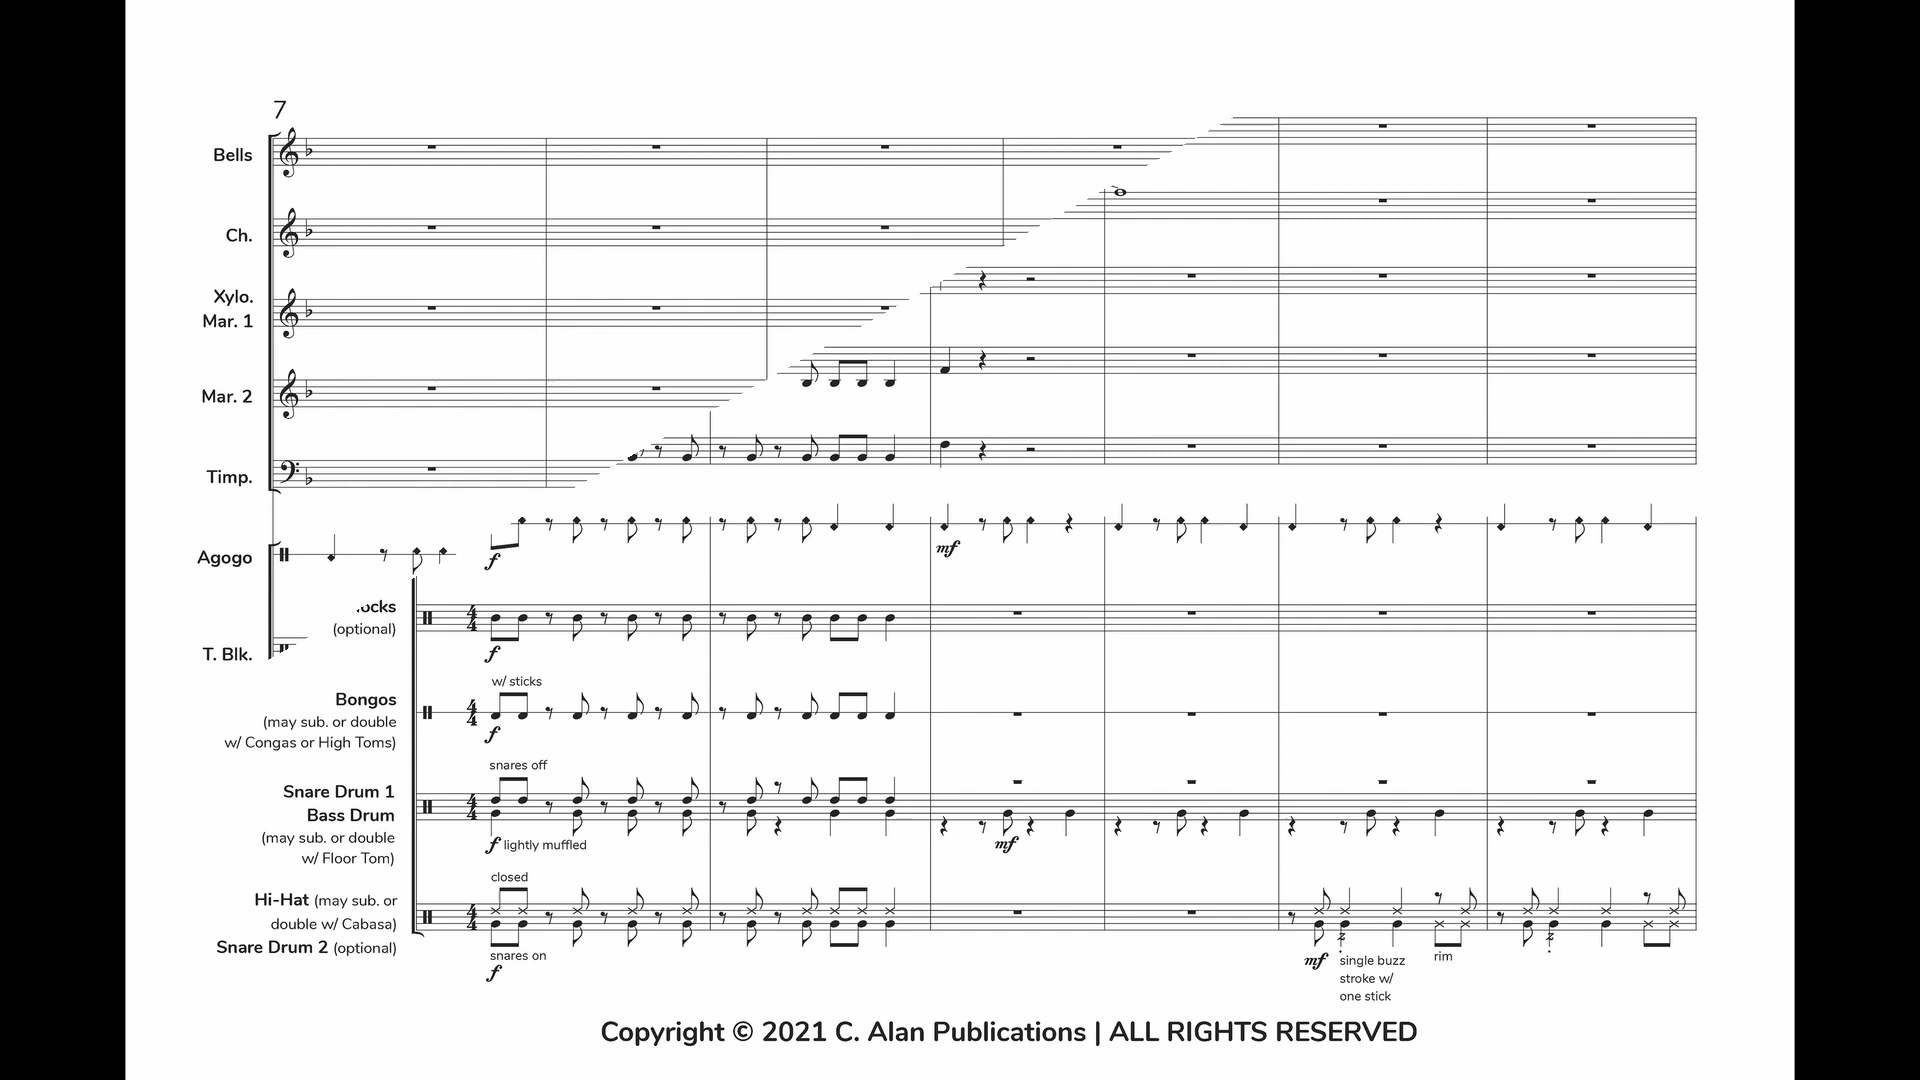 7
Bells
Ch.
Xylo.
Mar. 1
Mar. 2
Timp.
Agogo
f
mf
(optional)
f
T. Blk.
w/ sticks
Bongos
(may sub. or double
w/ Congas or High Toms)
f
snares off
Snare Drum 1
Bass Drum
(may sub. or double
w/ Floor Tom)
f lightly muffled
mf
closed
Hi-Hat (may sub. or
double w/ Cabasa)
Snare Drum 2 (optional)
snares on
f
mf
single buzz
stroke w/
one stick
rim
Copyright © 2021 C. Alan Publications | ALL RIGHTS RESERVED